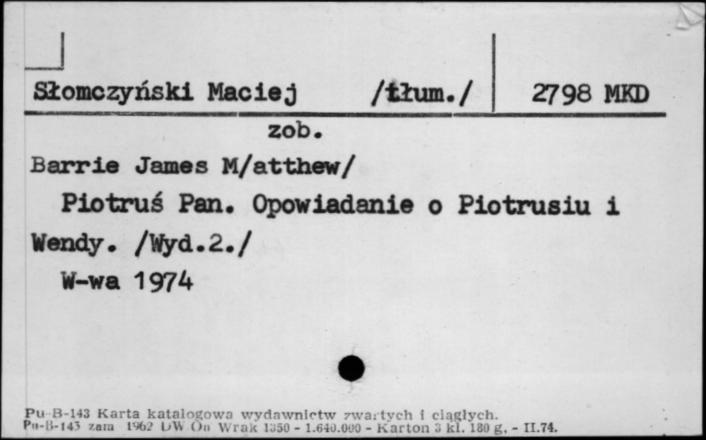 Słomczyński Maciej /tłum./ 2798 MKD
zob.
Barrie James M/atthew/
Piotruś Pan. Opowiadanie o Piotrusiu i
Wendy. /Wyd.2./
W-wa 1974
Pu-B-143 Karta katalogowa wydawnictw zwartych i ciągłych.
Pu-B-143 zam 1962 DW On Wrak 1350 - 1.640.000 - Karton 3 kl. 180 g. - II.74.